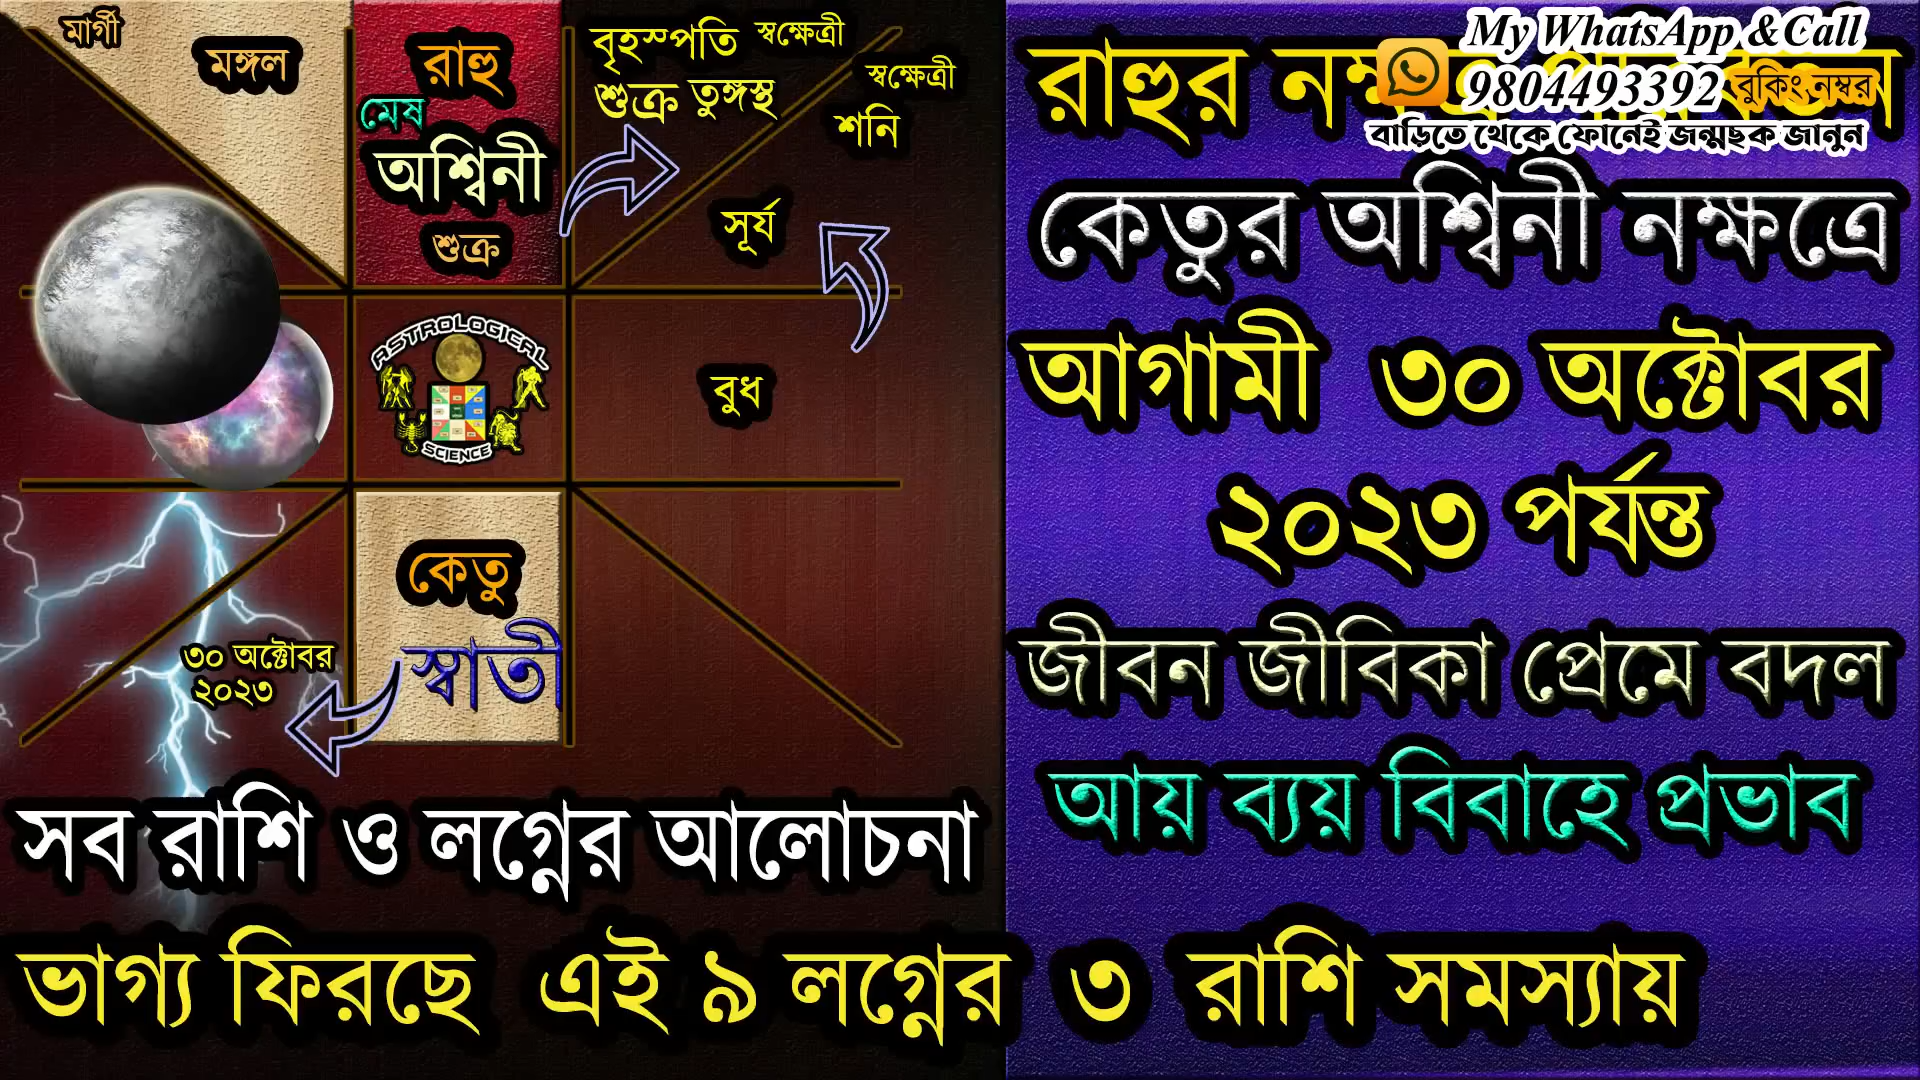 মার্গী
মঙ্গল
রাহু
মেষ
অশ্বিনী
শুক্র
বৃহস্পতি স্বক্ষেত্রী
শুক্র তুঙ্গস্থ
স্বক্ষেত্রী
শনি
সূর্য
বুধ
ASTROLOGICAL
SCIENCE
কেতু
স্বাতী
৩০ অক্টোবর
২০২৩
My WhatsApp &Call
9804493392 বুকিং নম্বর
বাড়িতে থেকে ফোনেই জন্মছক জানুন
রাহুর
কেতুর অশ্বিনী নক্ষত্রে
আগামী ৩০ অক্টোবর
২০২৩ পর্যন্ত
জীবন জীবিকা প্রেমে বদল
আয় ব্যয় বিবাহে প্রভাব
সব রাশি ও লগ্নের আলোচনা
ভাগ্য ফিরছে এই ৯ লগ্নের ৩ রাশি সমস্যায়